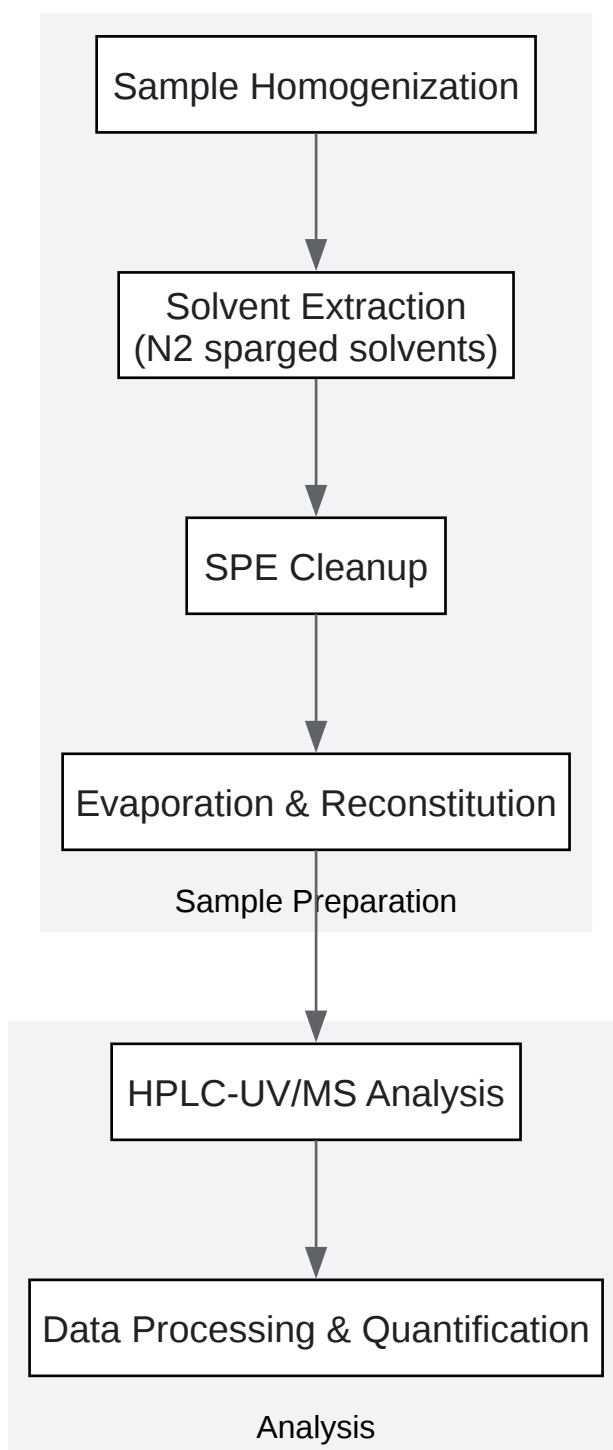 Sample Homogenization
Solvent Extraction
(N2 sparged solvents)
SPE Cleanup
Evaporation & Reconstitution
Sample Preparation
HPLC-UV/MS Analysis
Data Processing & Quantification
Analysis